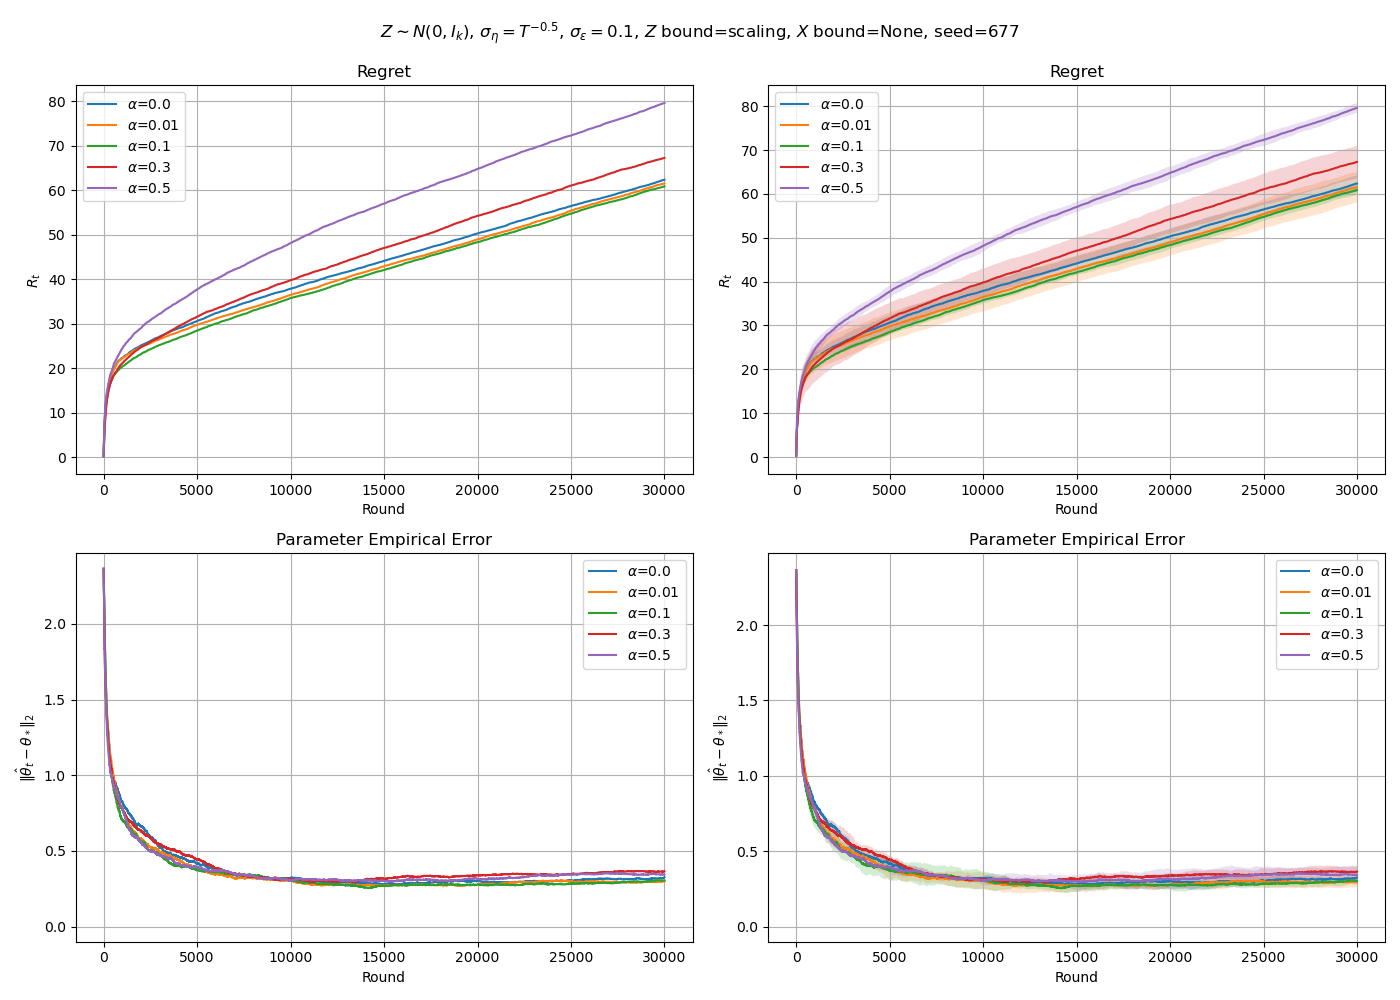 Z ∼ N(0, I_k), σ_η = T^{−0.5}, σ_ε = 0.1, Z bound=scaling, X bound=None, seed=677
Regret
R_t
80
70
60
50
40
30
20
10
0
α=0.0
α=0.01
α=0.1
α=0.3
α=0.5
0 5000 10000 15000 20000 25000 30000
Round
Regret
R_t
80
70
60
50
40
30
20
10
0
α=0.0
α=0.01
α=0.1
α=0.3
α=0.5
0 5000 10000 15000 20000 25000 30000
Round
Parameter Empirical Error
‖θ̂_t − θ_*‖_2
2.0
1.5
1.0
0.5
0.0
α=0.0
α=0.01
α=0.1
α=0.3
α=0.5
0 5000 10000 15000 20000 25000 30000
Round
Parameter Empirical Error
‖θ̂_t − θ_*‖_2
2.0
1.5
1.0
0.5
0.0
α=0.0
α=0.01
α=0.1
α=0.3
α=0.5
0 5000 10000 15000 20000 25000 30000
Round